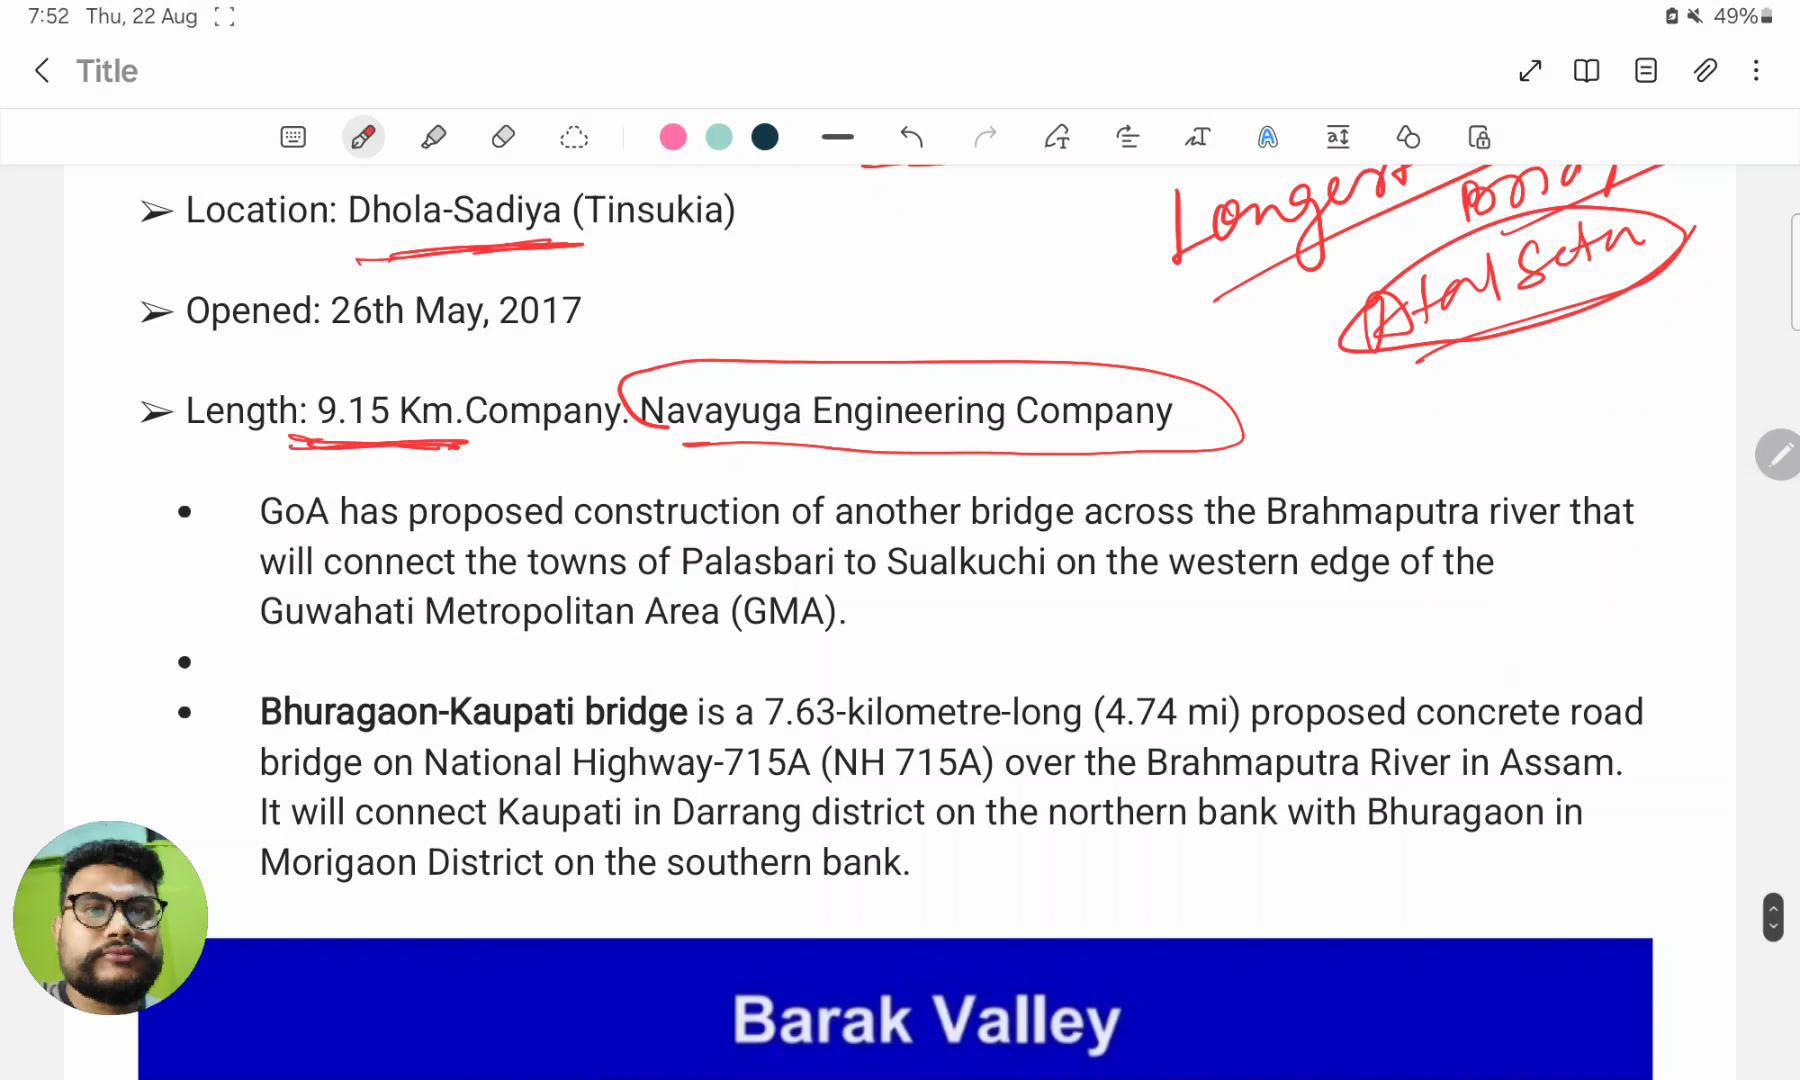 7:52 Thu, 22 Aug 49%
Title
Longest
➢ Location: Dhola-Sadiya (Tinsukia)
Atal Setu
➢ Opened: 26th May, 2017
➢ Length: 9.15 Km.Company: Navayuga Engineering Company
• GoA has proposed construction of another bridge across the Brahmaputra river that
will connect the towns of Palasbari to Sualkuchi on the western edge of the
Guwahati Metropolitan Area (GMA).
•
• Bhuragaon-Kaupati bridge is a 7.63-kilometre-long (4.74 mi) proposed concrete road
bridge on National Highway-715A (NH 715A) over the Brahmaputra River in Assam.
It will connect Kaupati in Darrang district on the northern bank with Bhuragaon in
Morigaon District on the southern bank.
Barak Valley